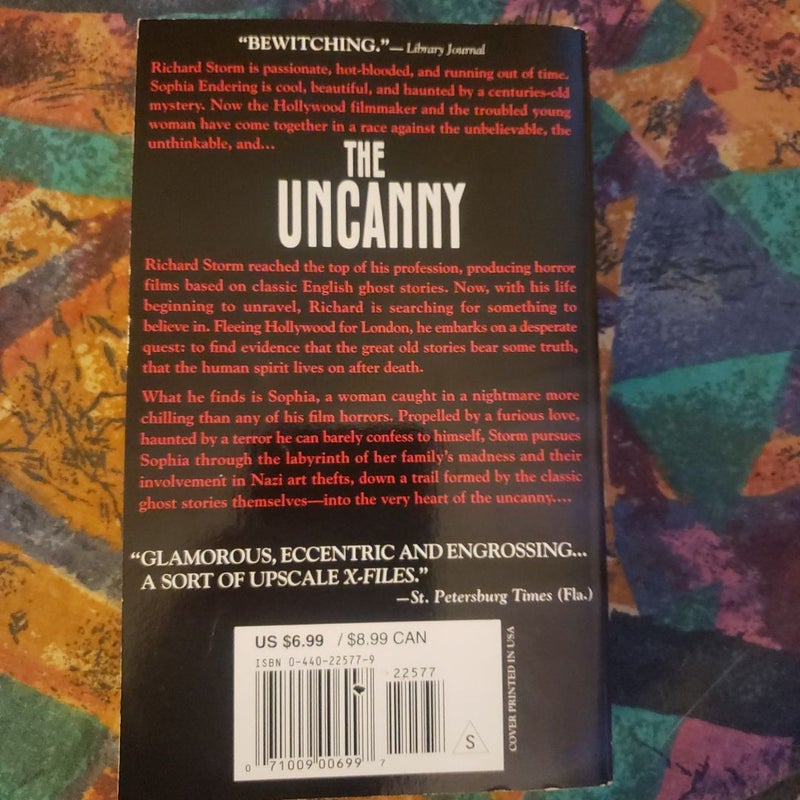 “BEWITCHING.”—Library Journal
Richard Storm is passionate, hot-blooded, and running out of time.
Sophia Endering is cool, beautiful, and haunted by a centuries-old
mystery. Now the Hollywood filmmaker and the troubled young
woman have come together in a race against the unbelievable, the
unthinkable, and...
THE
UNCANNY
Richard Storm reached the top of his profession, producing horror
films based on classic English ghost stories. Now, with his life
beginning to unravel, Richard is searching for something to
believe in. Fleeing Hollywood for London, he embarks on a desperate
quest: to find evidence that the great old stories bear some truth,
that the human spirit lives on after death.
What he finds is Sophia, a woman caught in a nightmare more
chilling than any of his film horrors. Propelled by a furious love,
haunted by a terror he can barely confess to himself, Storm pursues
Sophia through the labyrinth of her family’s madness and their
involvement in Nazi art thefts, down a trail formed by the classic
ghost stories themselves—into the very heart of the uncanny....
“GLAMOROUS, ECCENTRIC AND ENGROSSING...
A SORT OF UPSCALE X-FILES.”
—St. Petersburg Times (Fla.)
US $6.99 / $8.99 CAN
ISBN 0-440-22577-9
22577
S
0 71009 00699 7
COVER PRINTED IN USA